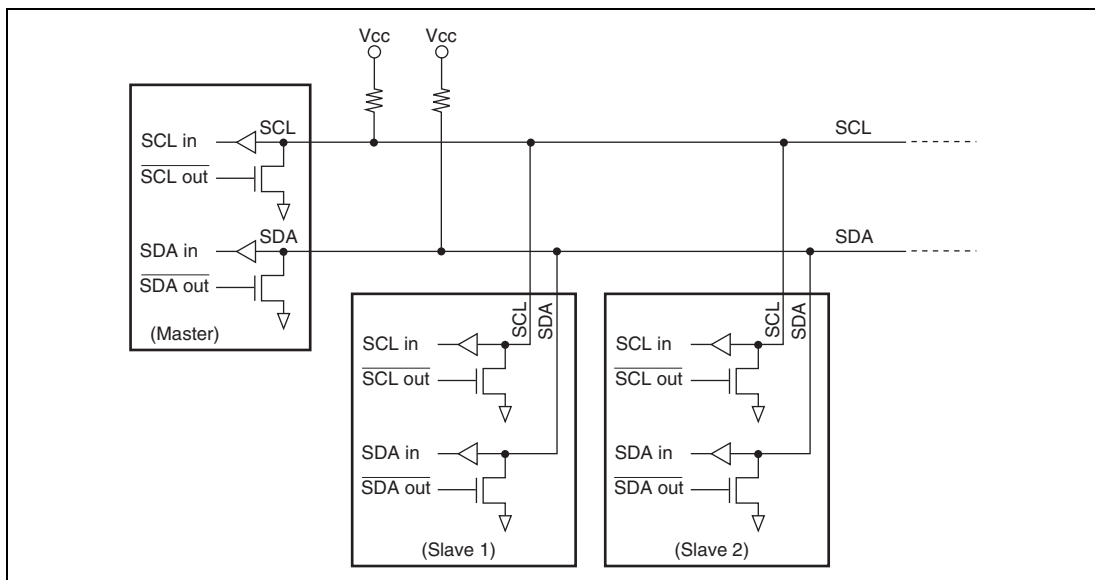 Vcc Vcc
SCL in SCL SCL
SCL out
SDA in SDA SDA
SDA out
(Master)
SCL SDA SCL SDA
SCL in SCL in
SCL out SCL out
SDA in SDA in
SDA out SDA out
(Slave 1) (Slave 2)